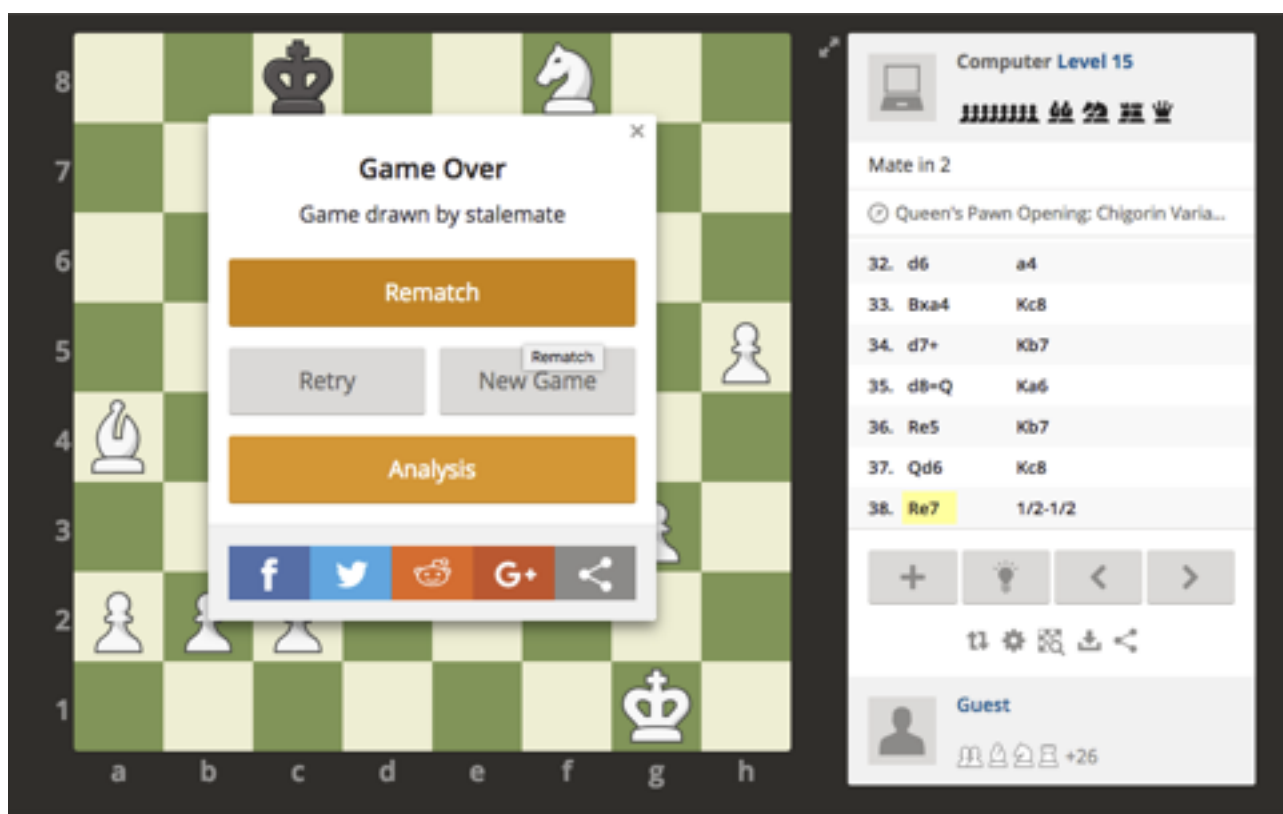 Computer Level 15
Mate in 2
Queen's Pawn Opening: Chigorin Varia...
32. d6 a4
33. Bxa4 Kc8
34. d7+ Kb7
35. d8=Q Ka6
36. Re5 Kb7
37. Qd6 Kc8
38. Re7 1/2-1/2
Guest
+26
Game Over
Game drawn by stalemate
Rematch
Retry
New Game
Rematch
Analysis
f
G+
8
7
6
5
4
3
2
1
a b c d e f g h